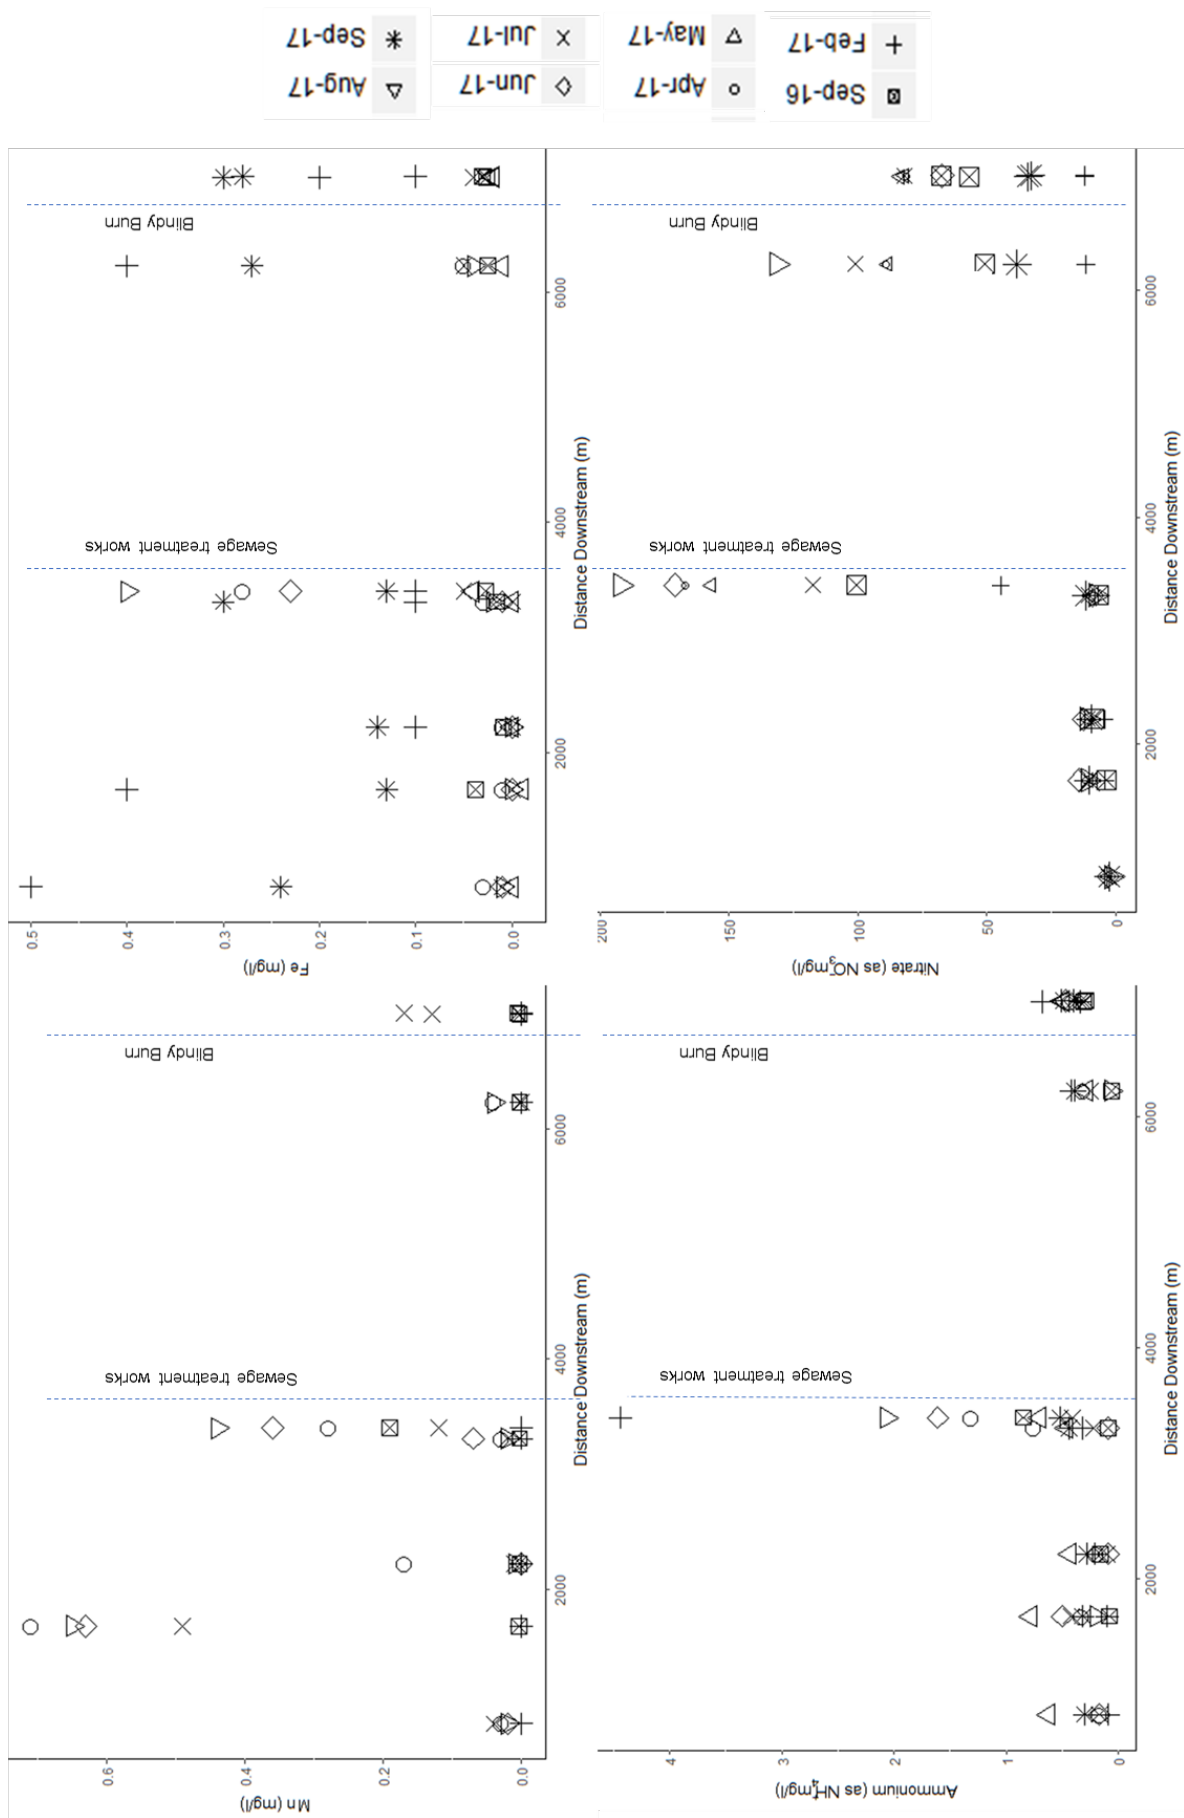 Sep-17
Jul-17
May-17
Feb-17
Aug-17
Jun-17
Apr-17
Sep-16
Blindy Burn
Sewage treatment works
0.5
0.4
0.3
0.2
0.1
0.0
Fe (mg/l)
2000
4000
6000
Distance Downstream (m)
Blindy Burn
Sewage treatment works
200
150
100
50
0
Nitrate (as NO3-mg/l)
2000
4000
6000
Distance Downstream (m)
Blindy Burn
Sewage treatment works
0.6
0.4
0.2
0.0
Mn (mg/l)
2000
4000
6000
Distance Downstream (m)
Blindy Burn
Sewage treatment works
4
3
2
1
0
Ammonium (as NH4+mg/l)
2000
4000
6000
Distance Downstream (m)